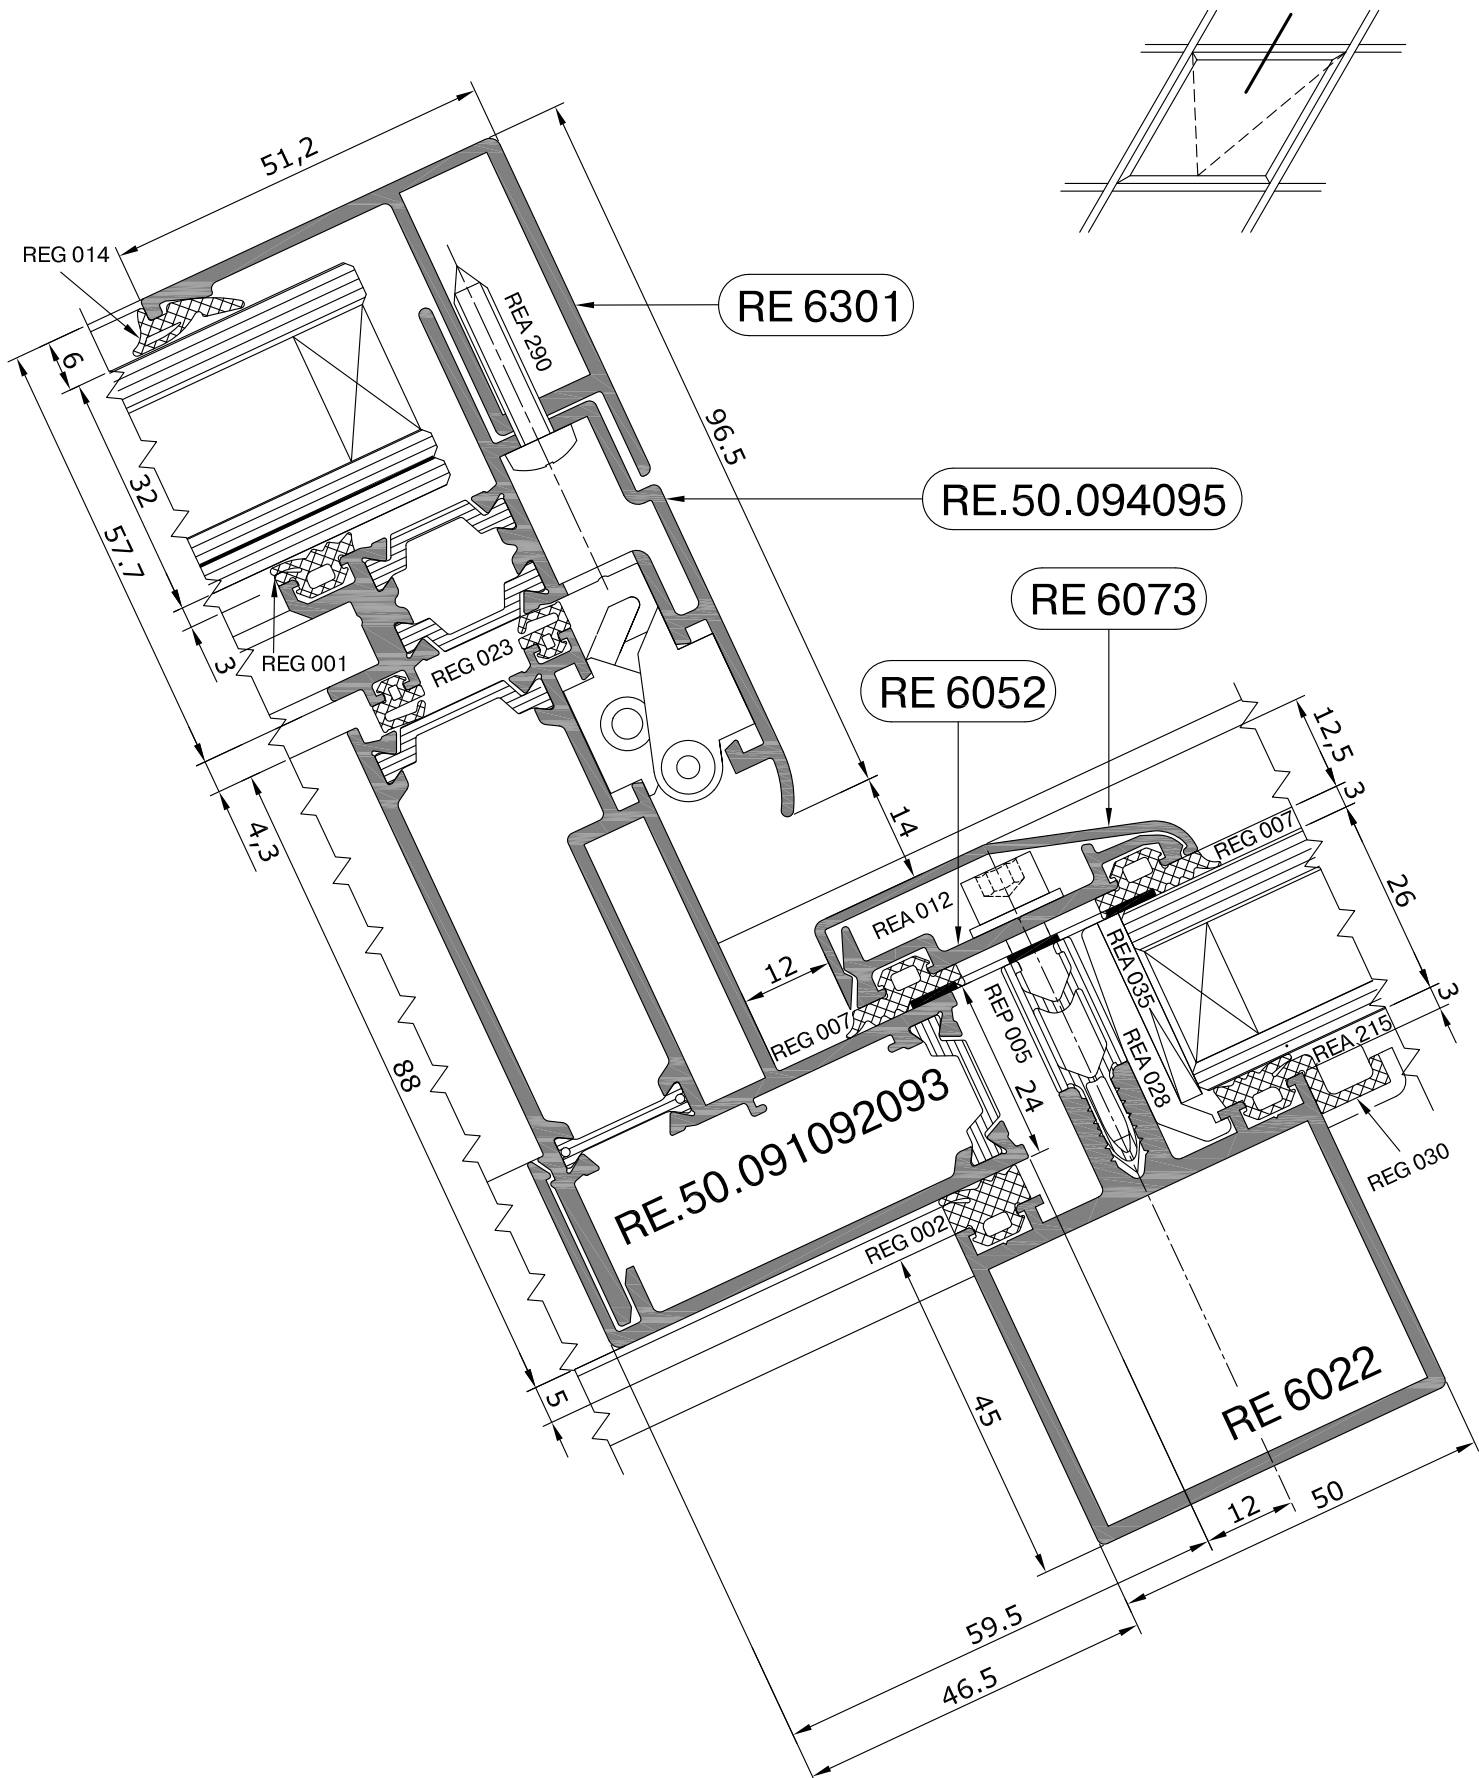 51,2
REG 014
RE 6301
REA 290
6
96.5
32
RE.50.094095
57.7
RE 6073
REG 023
3
REG 001
RE 6052
12,5
3
14
REG 007
4,3
26
REA 012
12
REA 035
3
REP 005
REG 007
REA 215
REA 028
88
24
RE.50.091092093
REG 030
REG 002
5
45
RE 6022
12
50
59.5
46.5